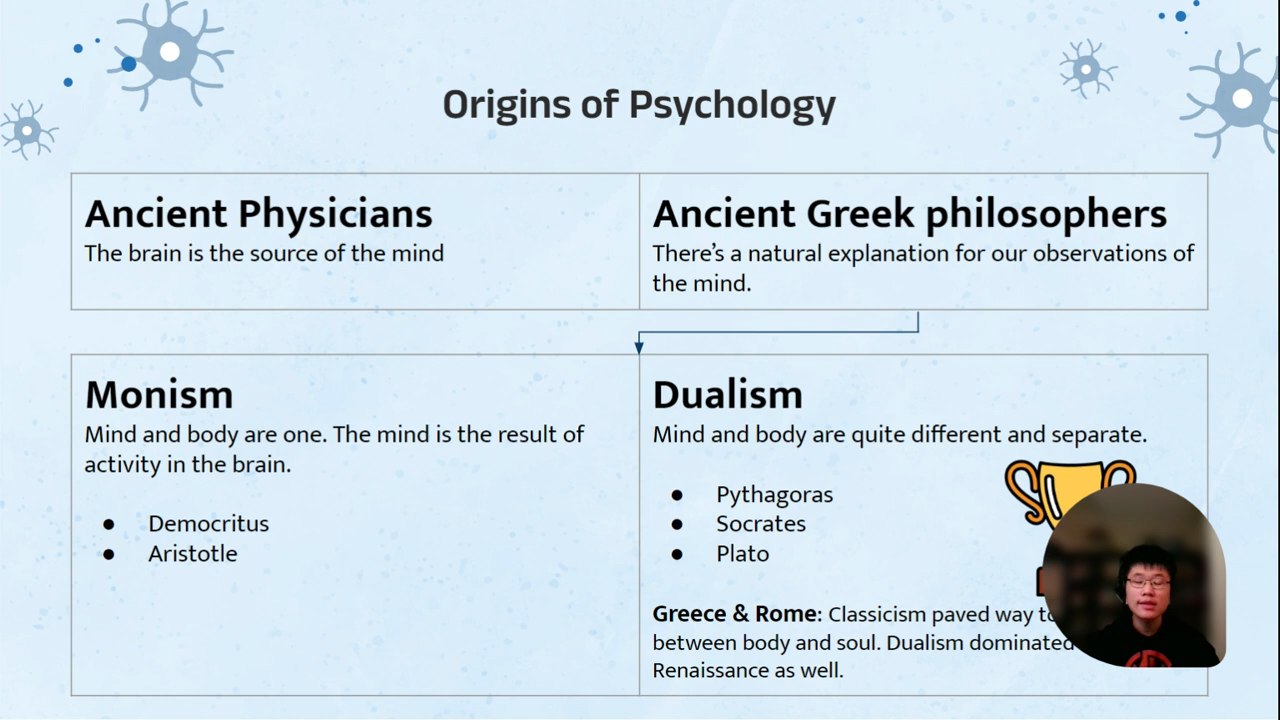 Origins of Psychology
Ancient Physicians
The brain is the source of the mind
Ancient Greek philosophers
There's a natural explanation for our observations of
the mind.
Monism
Mind and body are one. The mind is the result of
activity in the brain.
● Democritus
● Aristotle
Dualism
Mind and body are quite different and separate.
● Pythagoras
● Socrates
● Plato
Greece & Rome: Classicism paved way
between body and soul. Dualism dominated
Renaissance as well.